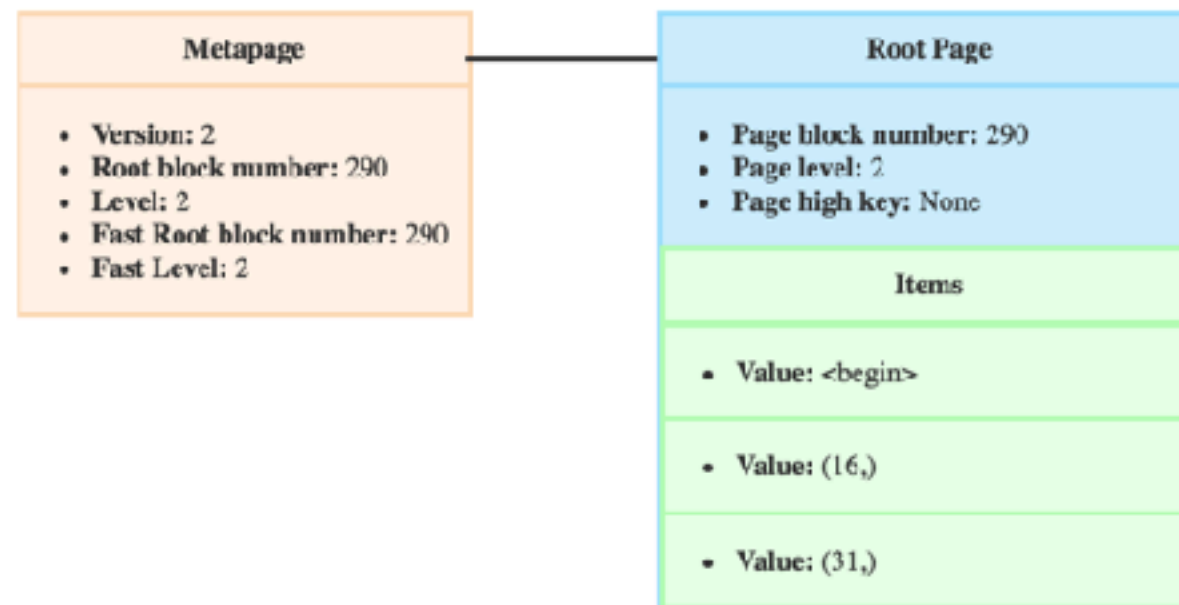 Metapage
• Version: 2
• Root block number: 290
• Level: 2
• Fast Root block number: 290
• Fast Level: 2
Root Page
• Page block number: 290
• Page level: 2
• Page high key: None
Items
• Value: <begin>
• Value: (16,)
• Value: (31,)